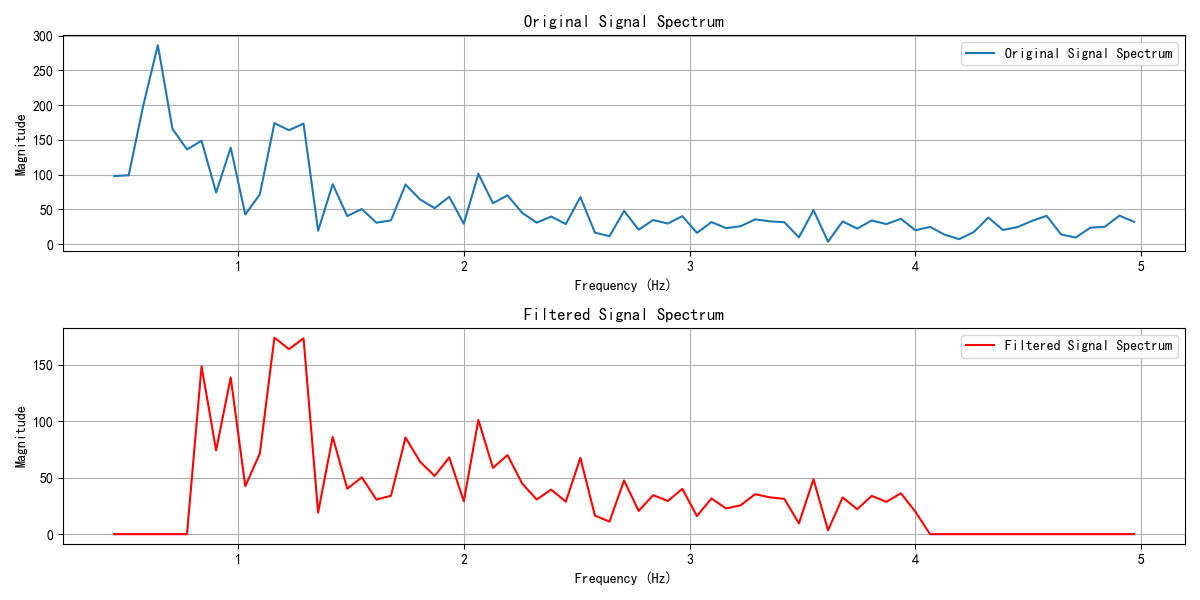 Original Signal Spectrum
300
250
200
150
100
50
0
Magnitude
Original Signal Spectrum
1 2 3 4 5
Frequency (Hz)
Filtered Signal Spectrum
150
100
50
0
Magnitude
Filtered Signal Spectrum
1 2 3 4 5
Frequency (Hz)